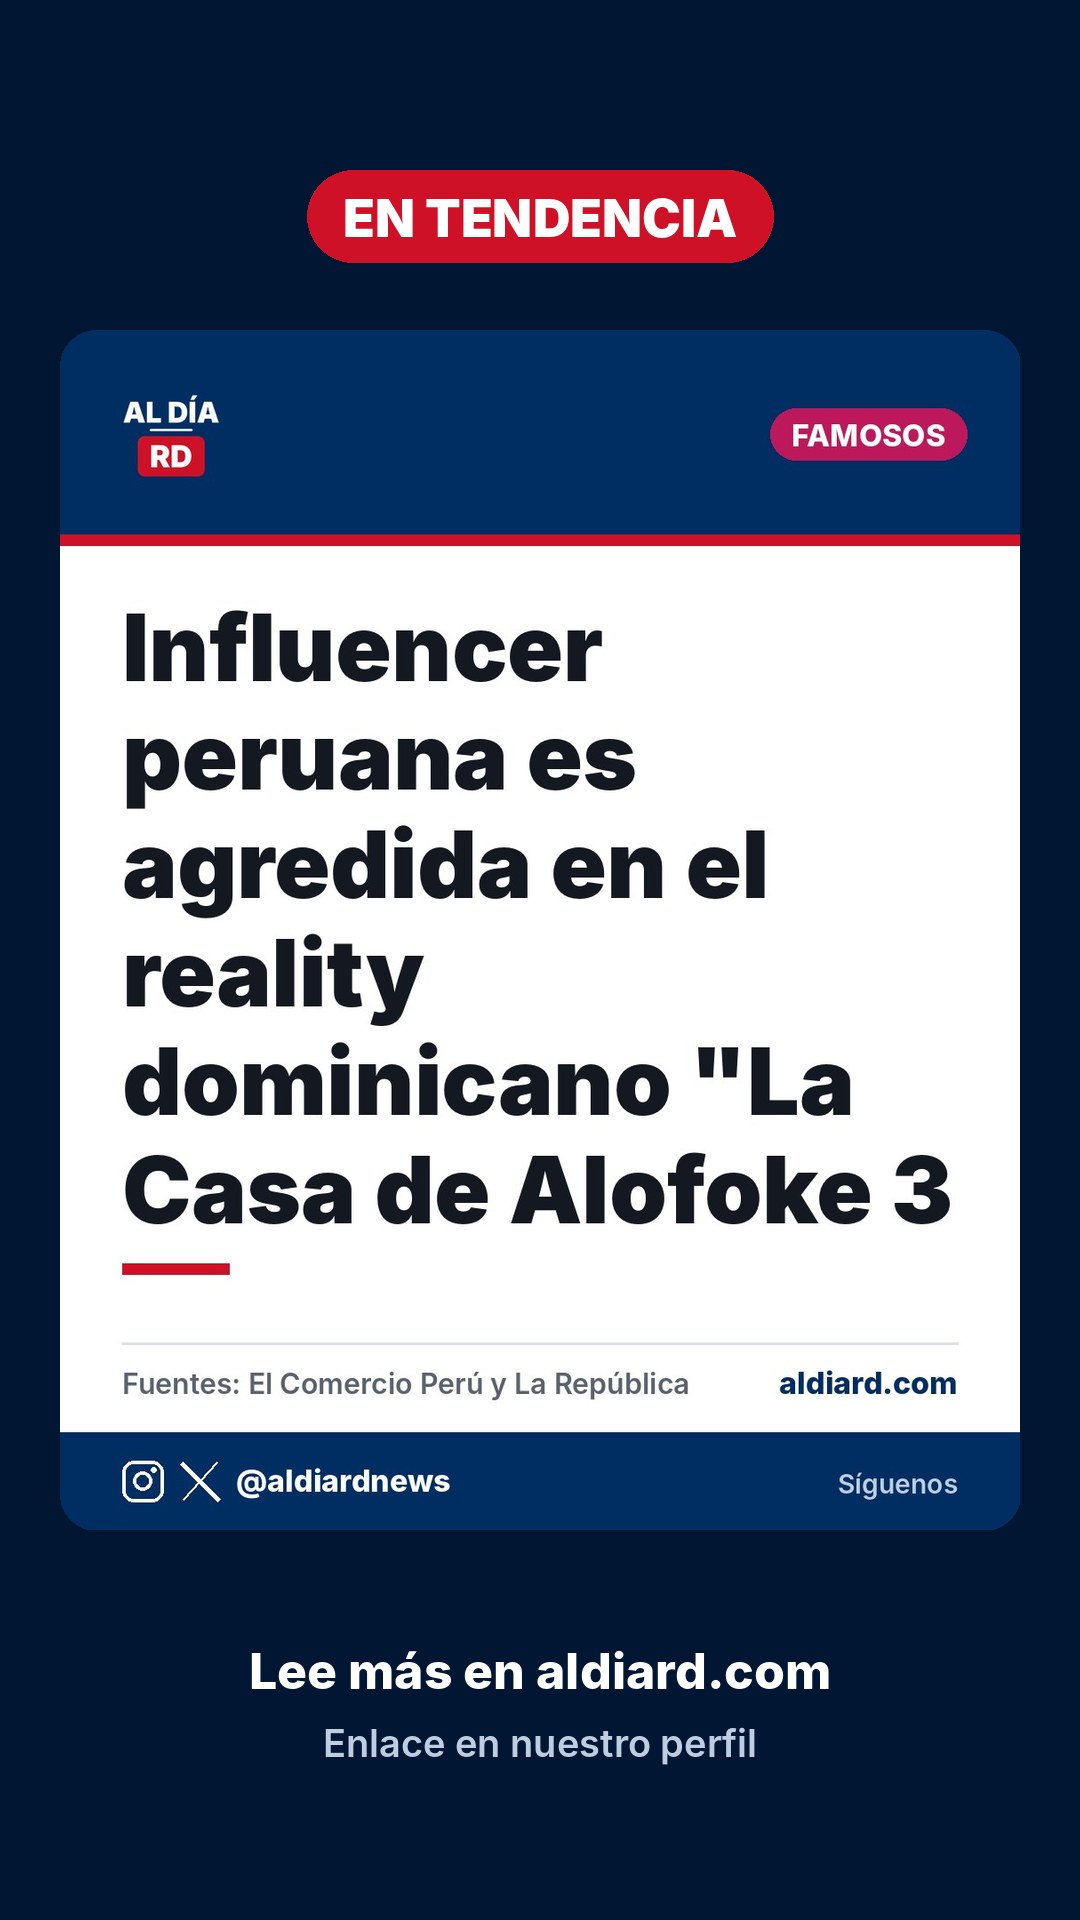 EN TENDENCIA
AL DÍA
RD
FAMOSOS
Influencer
peruana es
agredida en el
reality
dominicano "La
Casa de Alofoke 3
Fuentes: El Comercio Perú y La República
aldiard.com
@aldiardnews
Síguenos
Lee más en aldiard.com
Enlace en nuestro perfil